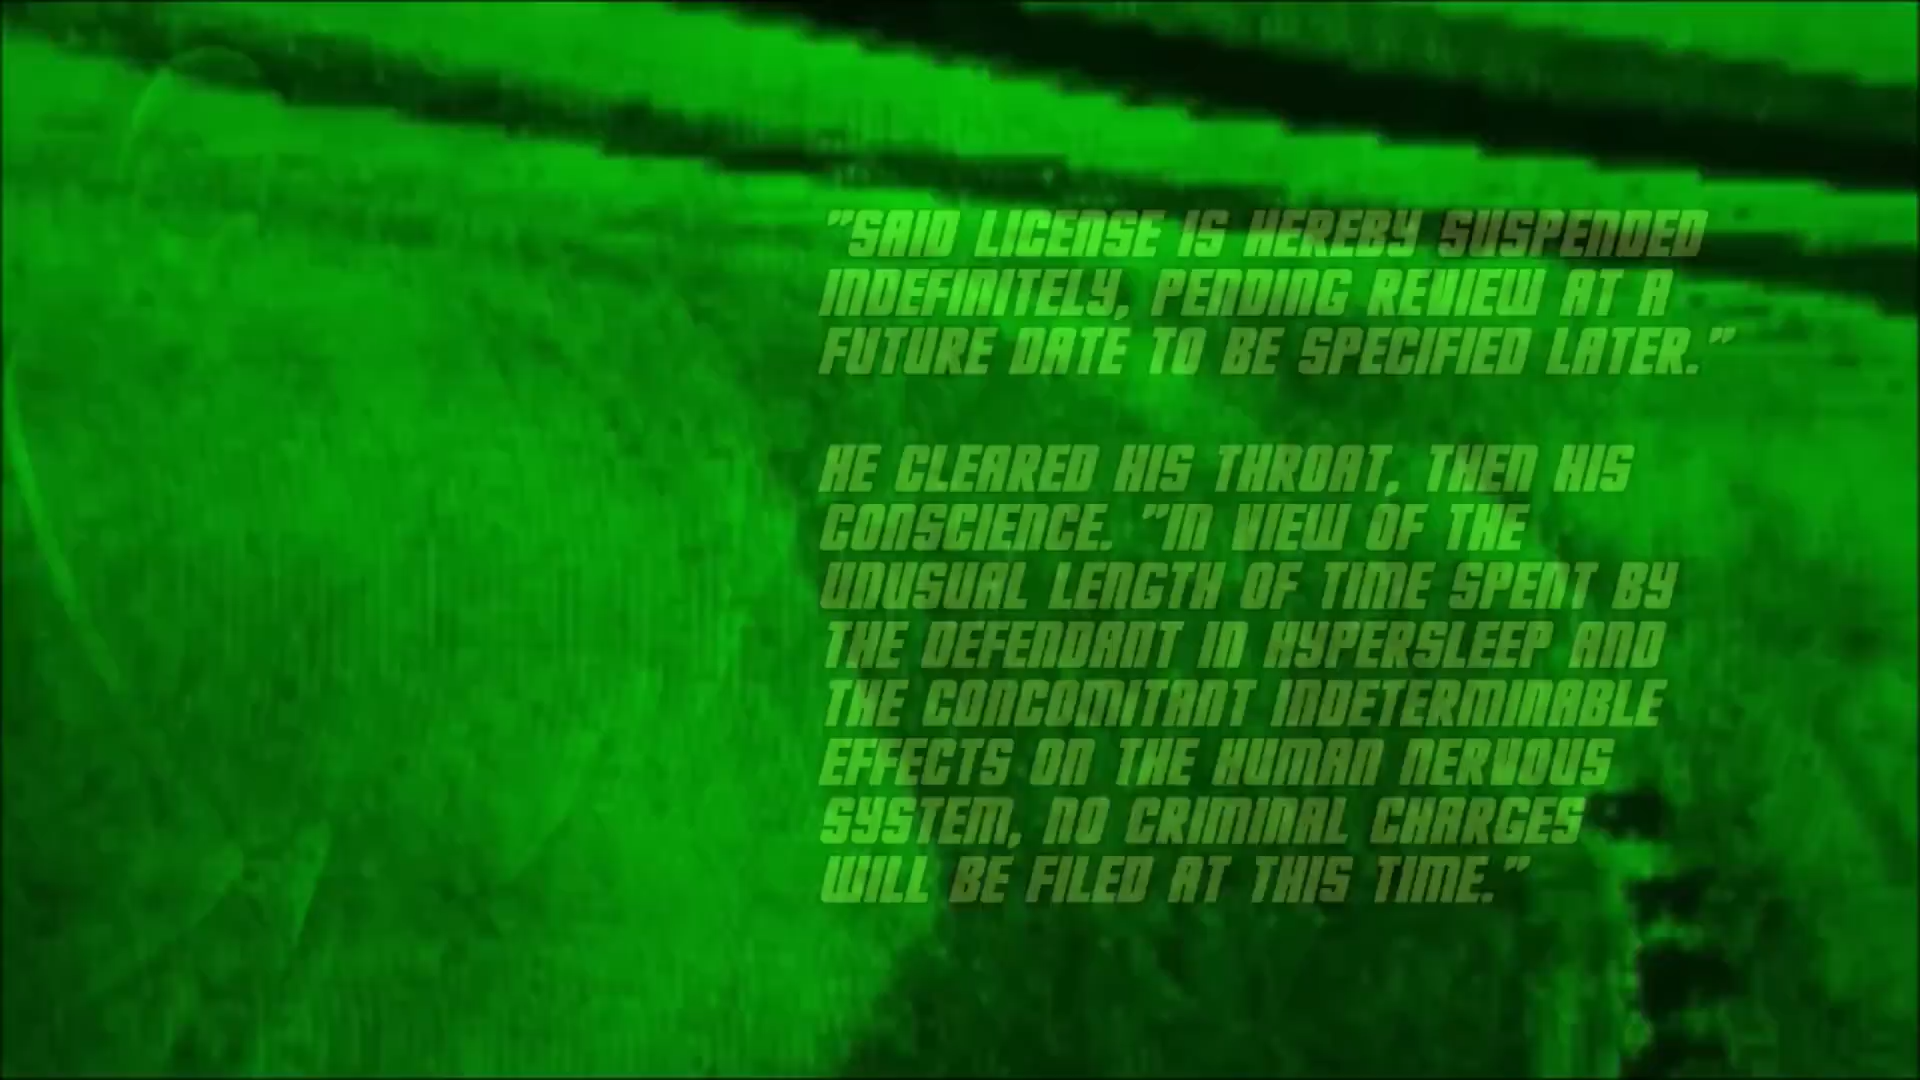 "SAID LICENSE IS HEREBY SUSPENDED
INDEFINITELY, PENDING REVIEW AT A
FUTURE DATE TO BE SPECIFIED LATER."
HE CLEARED HIS THROAT, THEN HIS
CONSCIENCE. "IN VIEW OF THE
UNUSUAL LENGTH OF TIME SPENT BY
THE DEFENDANT IN HYPERSLEEP AND
THE CONCOMITANT INDETERMINABLE
EFFECTS ON THE HUMAN NERVOUS
SYSTEM, NO CRIMINAL CHARGES
WILL BE FILED AT THIS TIME."